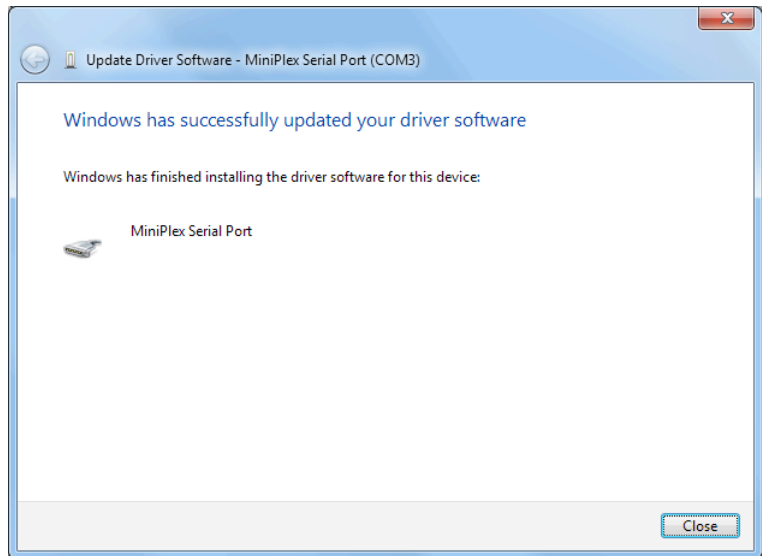 Update Driver Software - MiniPlex Serial Port (COM3)
Windows has successfully updated your driver software
Windows has finished installing the driver software for this device:
MiniPlex Serial Port
Close